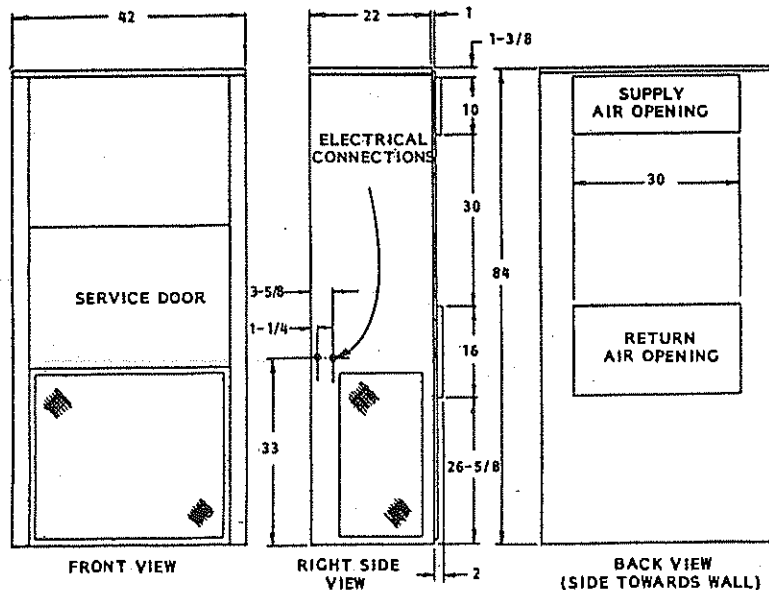 42
22
1
1-3/8
10
30
16
26-5/8
84
ELECTRICAL
CONNECTIONS
3-5/8
1-1/4
33
2
SERVICE DOOR
SUPPLY
AIR OPENING
30
RETURN
AIR OPENING
FRONT VIEW
RIGHT SIDE
VIEW
BACK VIEW
(SIDE TOWARDS WALL)